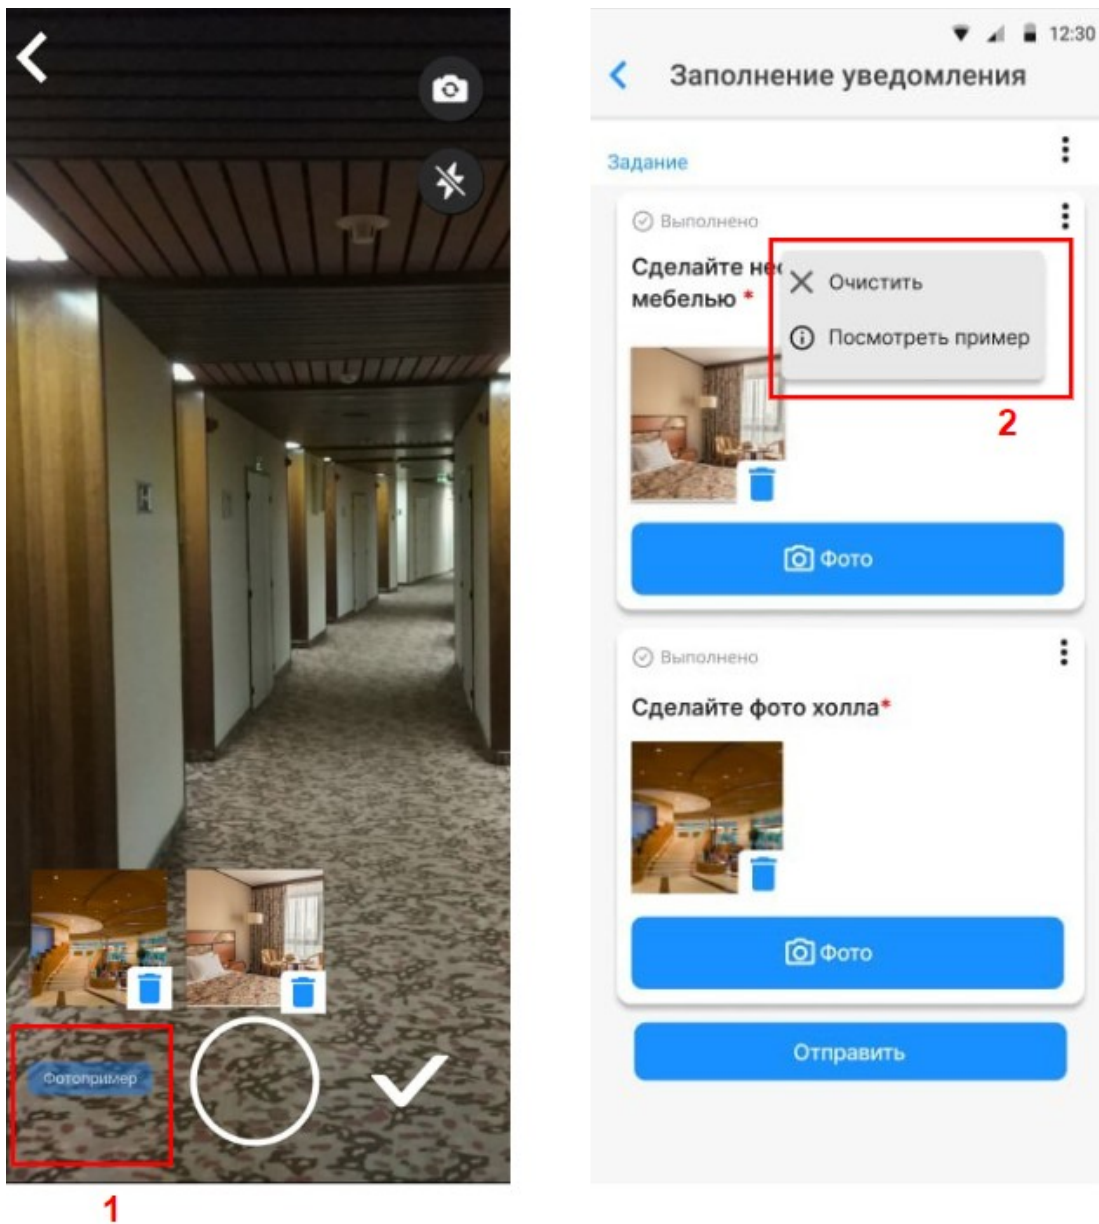 Фотопример
1
12:30
Заполнение уведомления
Задание
Выполнено
Сделайте
мебелью *
Очистить
Посмотреть пример
2
Фото
Выполнено
Сделайте фото холла*
Фото
Отправить